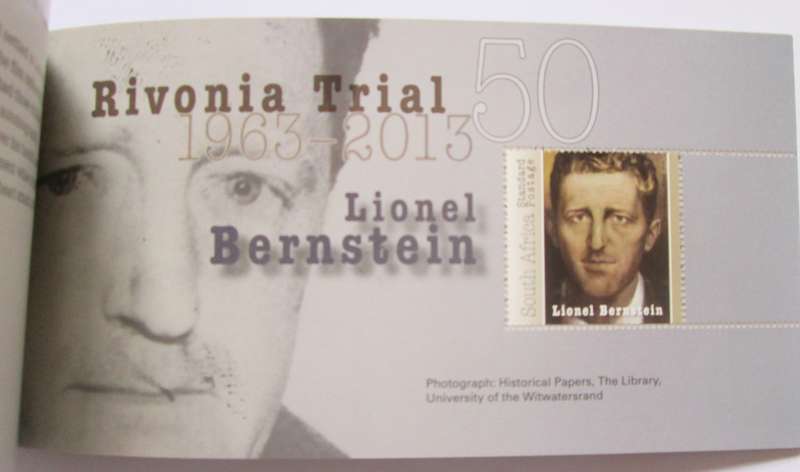 Rivonia Trial
50
1963-2013
Lionel
Bernstein
South Africa
Standard
Postage
Lionel Bernstein
Photograph: Historical Papers, The Library,
University of the Witwatersrand